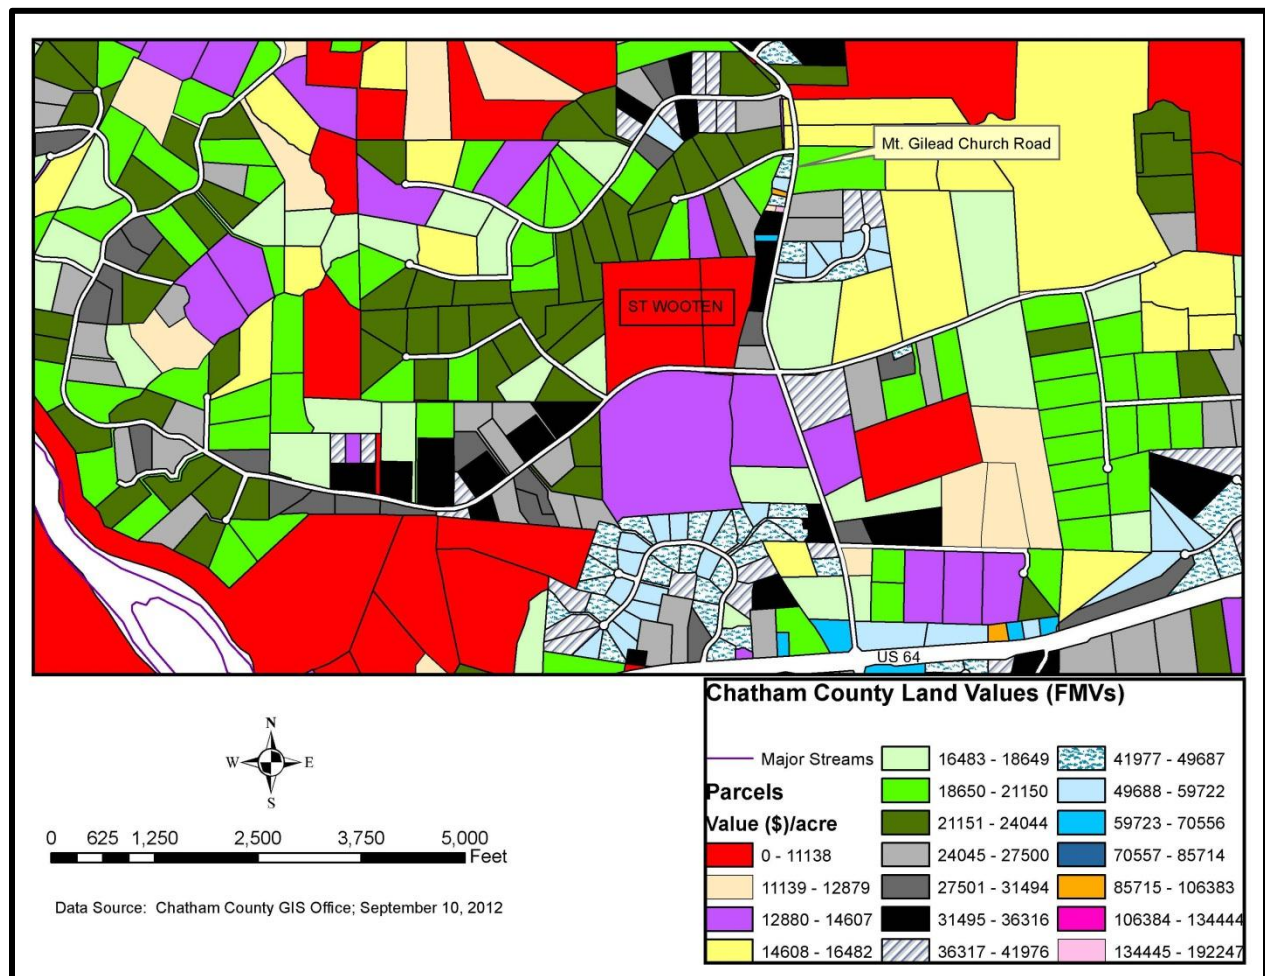 Mt. Gilead Church Road
ST WOOTEN
US 64
Chatham County Land Values (FMVs)
Major Streams
Parcels
Value ($)/acre
0 - 11138
11139 - 12879
12880 - 14607
14608 - 16482
16483 - 18649
18650 - 21150
21151 - 24044
24045 - 27500
27501 - 31494
31495 - 36316
36317 - 41976
41977 - 49687
49688 - 59722
59723 - 70556
70557 - 85714
85715 - 106383
106384 - 134444
134445 - 192247
N
W E
S
0 625 1,250 2,500 3,750 5,000
Feet
Data Source: Chatham County GIS Office; September 10, 2012